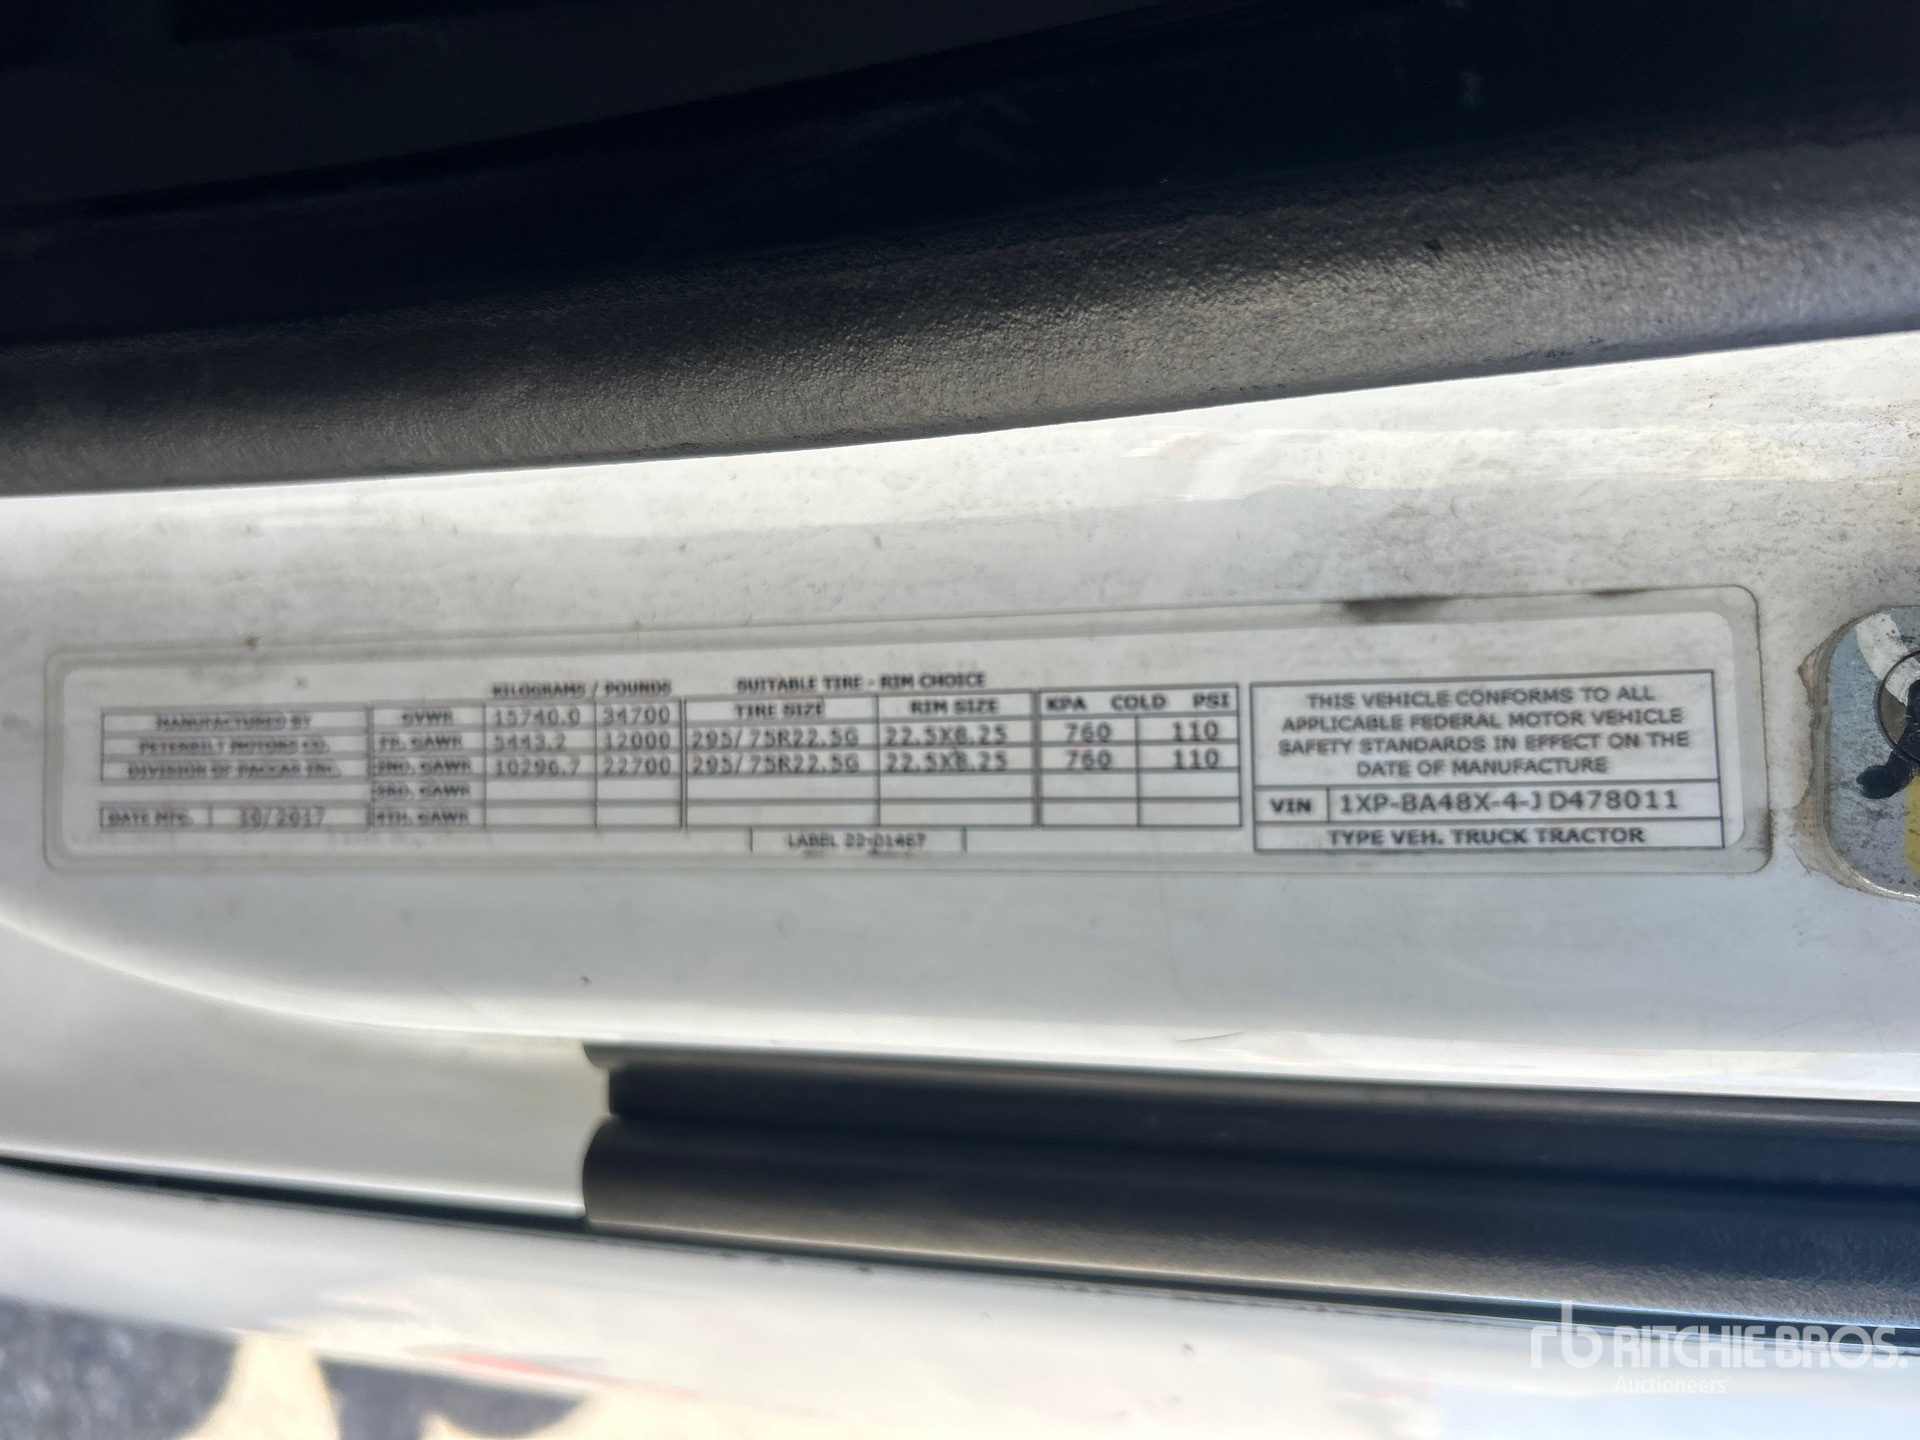 KILOGRAMS / POUNDS SUITABLE TIRE - RIM CHOICE
MANUFACTURED BY GVWR 15740.0 34700 TIRE SIZE RIM SIZE KPA COLD PSI
PETERBILT MOTORS CO. FR. GAWR 5443.2 12000 295/75R22.5G 22.5X8.25 760 110
DIVISION OF PACCAR INC. 2ND. GAWR 10296.7 22700 295/75R22.5G 22.5X8.25 760 110
3RD. GAWR
DATE MFG. 10/2017 4TH. GAWR
LABEL 22-01467
THIS VEHICLE CONFORMS TO ALL
APPLICABLE FEDERAL MOTOR VEHICLE
SAFETY STANDARDS IN EFFECT ON THE
DATE OF MANUFACTURE
VIN 1XP-BA48X-4-JD478011
TYPE VEH. TRUCK TRACTOR
rb RITCHIE BROS.
Auctioneers